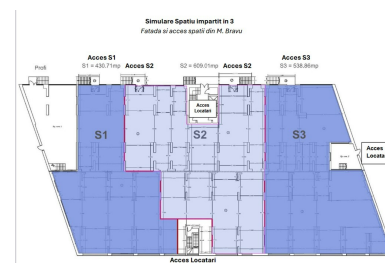 Simulare Spatiu impartit in 3
Fatada si acces spatii din M. Bravu
Acces S1
S1 = 430.71mp
Acces S2
S2 = 609.01mp
Acces S2
Acces S3
S3 = 538.86mp
Profi
Acces
Locatari
S1
S2
S3
Acces
Locata
Acces Locatari